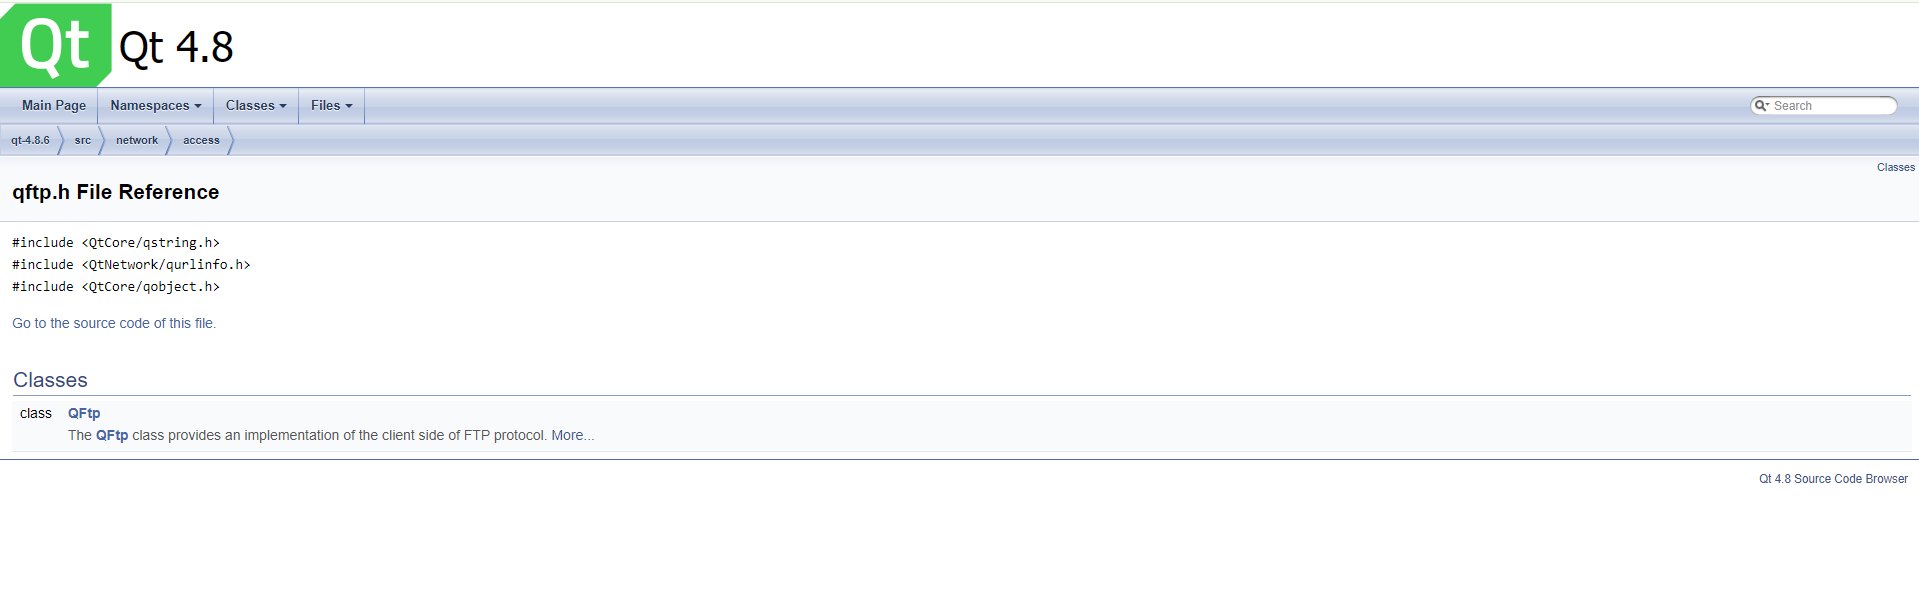 Qt Qt 4.8
Main Page Namespaces Classes Files Search
qt-4.8.6 src network access
Classes
qftp.h File Reference
#include <QtCore/qstring.h>
#include <QtNetwork/qurlinfo.h>
#include <QtCore/qobject.h>
Go to the source code of this file.
Classes
class QFtp
The QFtp class provides an implementation of the client side of FTP protocol. More...
Qt 4.8 Source Code Browser